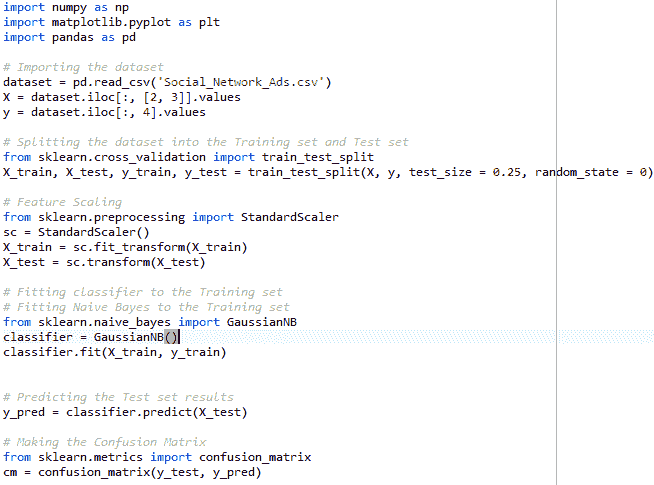 import numpy as np
import matplotlib.pyplot as plt
import pandas as pd
# Importing the dataset
dataset = pd.read_csv('Social_Network_Ads.csv')
X = dataset.iloc[:, [2, 3]].values
y = dataset.iloc[:, 4].values
# Splitting the dataset into the Training set and Test set
from sklearn.cross_validation import train_test_split
X_train, X_test, y_train, y_test = train_test_split(X, y, test_size = 0.25, random_state = 0)
# Feature Scaling
from sklearn.preprocessing import StandardScaler
sc = StandardScaler()
X_train = sc.fit_transform(X_train)
X_test = sc.transform(X_test)
# Fitting classifier to the Training set
# Fitting Naive Bayes to the Training set
from sklearn.naive_bayes import GaussianNB
classifier = GaussianNB()
classifier.fit(X_train, y_train)
# Predicting the Test set results
y_pred = classifier.predict(X_test)
# Making the Confusion Matrix
from sklearn.metrics import confusion_matrix
cm = confusion_matrix(y_test, y_pred)